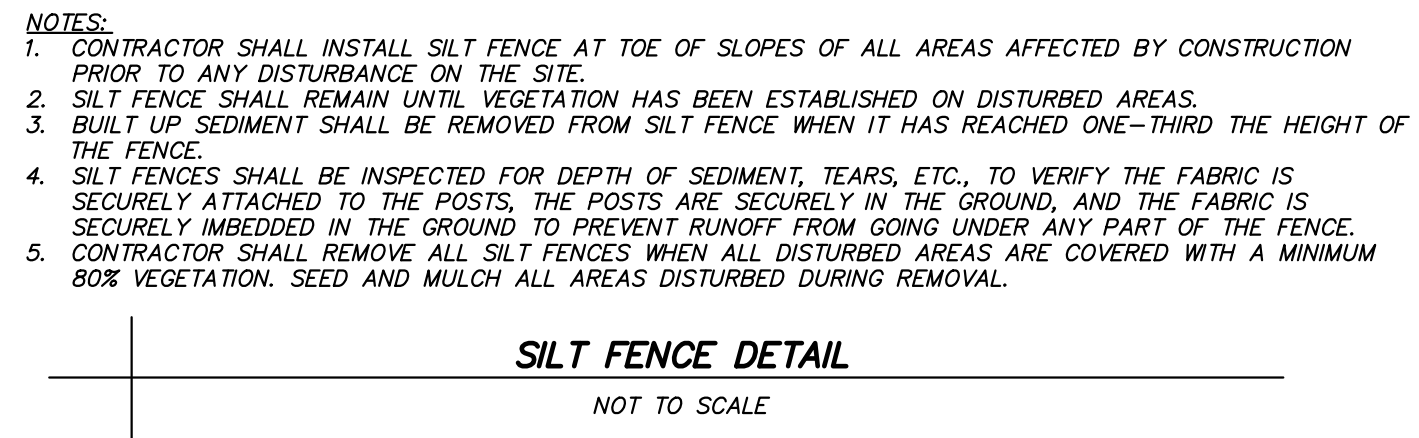 NOTES:
1. CONTRACTOR SHALL INSTALL SILT FENCE AT TOE OF SLOPES OF ALL AREAS AFFECTED BY CONSTRUCTION
PRIOR TO ANY DISTURBANCE ON THE SITE.
2. SILT FENCE SHALL REMAIN UNTIL VEGETATION HAS BEEN ESTABLISHED ON DISTURBED AREAS.
3. BUILT UP SEDIMENT SHALL BE REMOVED FROM SILT FENCE WHEN IT HAS REACHED ONE–THIRD THE HEIGHT OF
THE FENCE.
4. SILT FENCES SHALL BE INSPECTED FOR DEPTH OF SEDIMENT, TEARS, ETC., TO VERIFY THE FABRIC IS
SECURELY ATTACHED TO THE POSTS, THE POSTS ARE SECURELY IN THE GROUND, AND THE FABRIC IS
SECURELY IMBEDDED IN THE GROUND TO PREVENT RUNOFF FROM GOING UNDER ANY PART OF THE FENCE.
5. CONTRACTOR SHALL REMOVE ALL SILT FENCES WHEN ALL DISTURBED AREAS ARE COVERED WITH A MINIMUM
80% VEGETATION. SEED AND MULCH ALL AREAS DISTURBED DURING REMOVAL.
SILT FENCE DETAIL
NOT TO SCALE